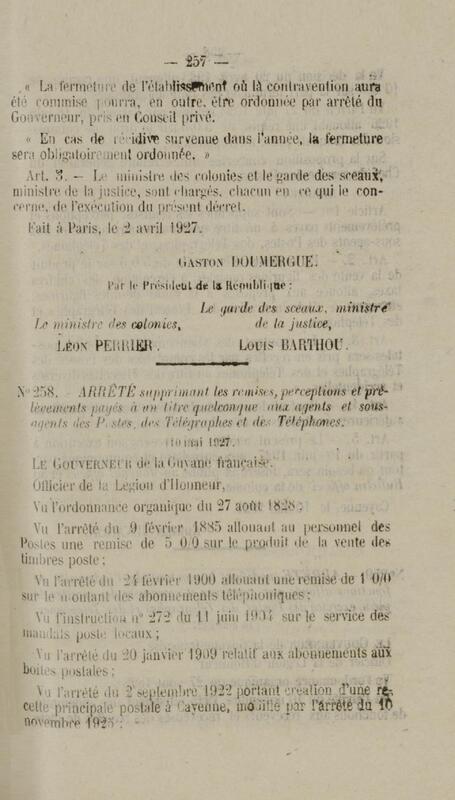 — 257 —
« La fermeture de l'établissement où là contravention aura
été commise pourra, en outre, être ordonnée par arrêté du
Gouverneur, pris en Conseil privé.
« En cas de récidive survenue dans l'année, la fermeture
sera obligatoirement ordonnée. »
Art. 3. — Le ministre des colonies et le garde des sceaux,
ministre de la justice, sont chargés, chacun en ce qui le con-
cerne, de l'exécution du présent décret.
Fait à Paris, le 2 avril 1927.
GASTON DOUMERGUE.
Par le Président de la République :
Le garde des sceaux, ministre
Le ministre des colonies,
de la justice,
LÉON PERRIER.
LOUIS BARTHOU.
N° 258. — ARRÊTÉ supprimant les remises, perceptions et pré-
lèvements payés à un titre quelconque aux agents et sous-
agents des Postes, des Télégraphes et des Téléphones.
(10 mai 1927.)
LE GOUVERNEUR de la Guyane française,
Officier de la Légion d'Honneur,
Vu l'ordonnance organique du 27 août 1828 ;
Vu l'arrêté du 9 février 1885 allouant au personnel des
Postes une remise de 5 0/0 sur le produit de la vente des
timbres poste ;
Vu l'arrêté du 24 février 1900 allouant une remise de 1 0/0
sur le montant des abonnements téléphoniques ;
Vu l'instruction n° 272 du 11 juin sur le service des
mandats poste locaux ;
Vu l'arrêté du 20 janvier 1909 relatif aux abonnements aux
boîtes postales ;
Vu l'arrêté du 2 septembre 1922 portant création d'une re-
cette principale postale à Cayenne, modifié par l'arrêté du 10
novembre 1925 ;